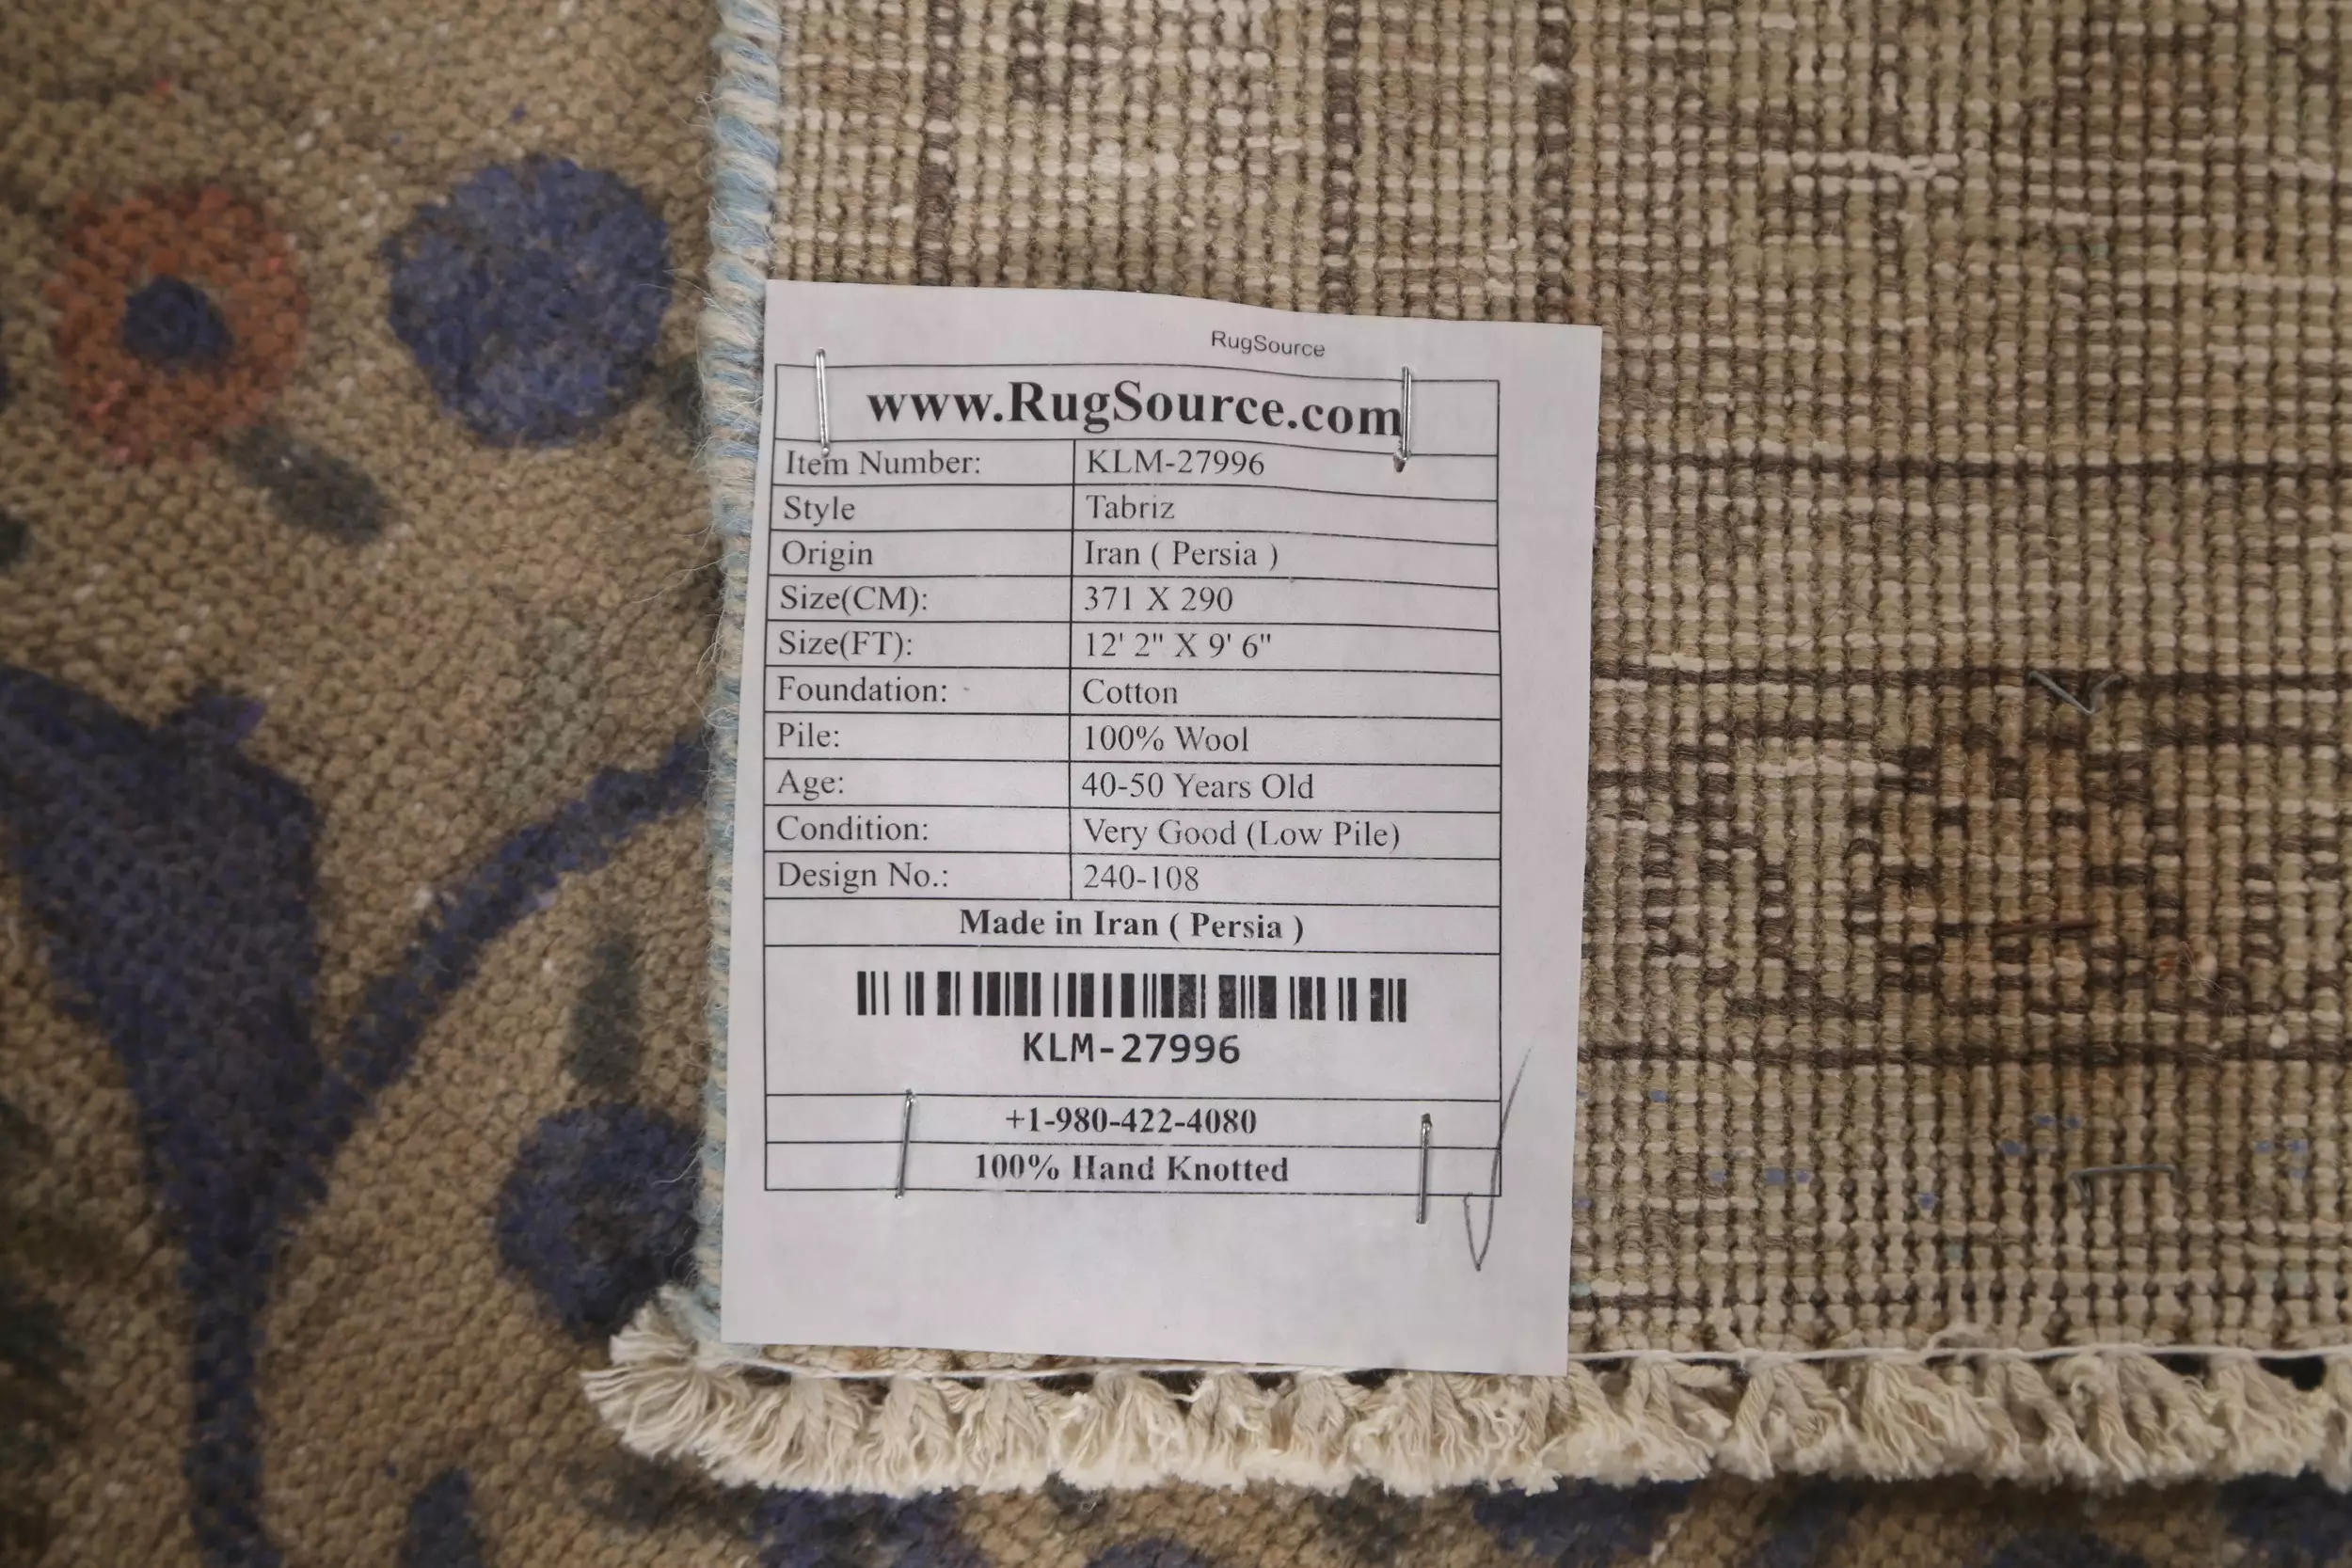 RugSource
www.RugSource.com
Item Number: KLM-27996
Style Tabriz
Origin Iran ( Persia )
Size(CM): 371 X 290
Size(FT): 12' 2" X 9' 6"
Foundation: Cotton
Pile: 100% Wool
Age: 40-50 Years Old
Condition: Very Good (Low Pile)
Design No.: 240-108
Made in Iran ( Persia )
KLM-27996
+1-980-422-4080
100% Hand Knotted